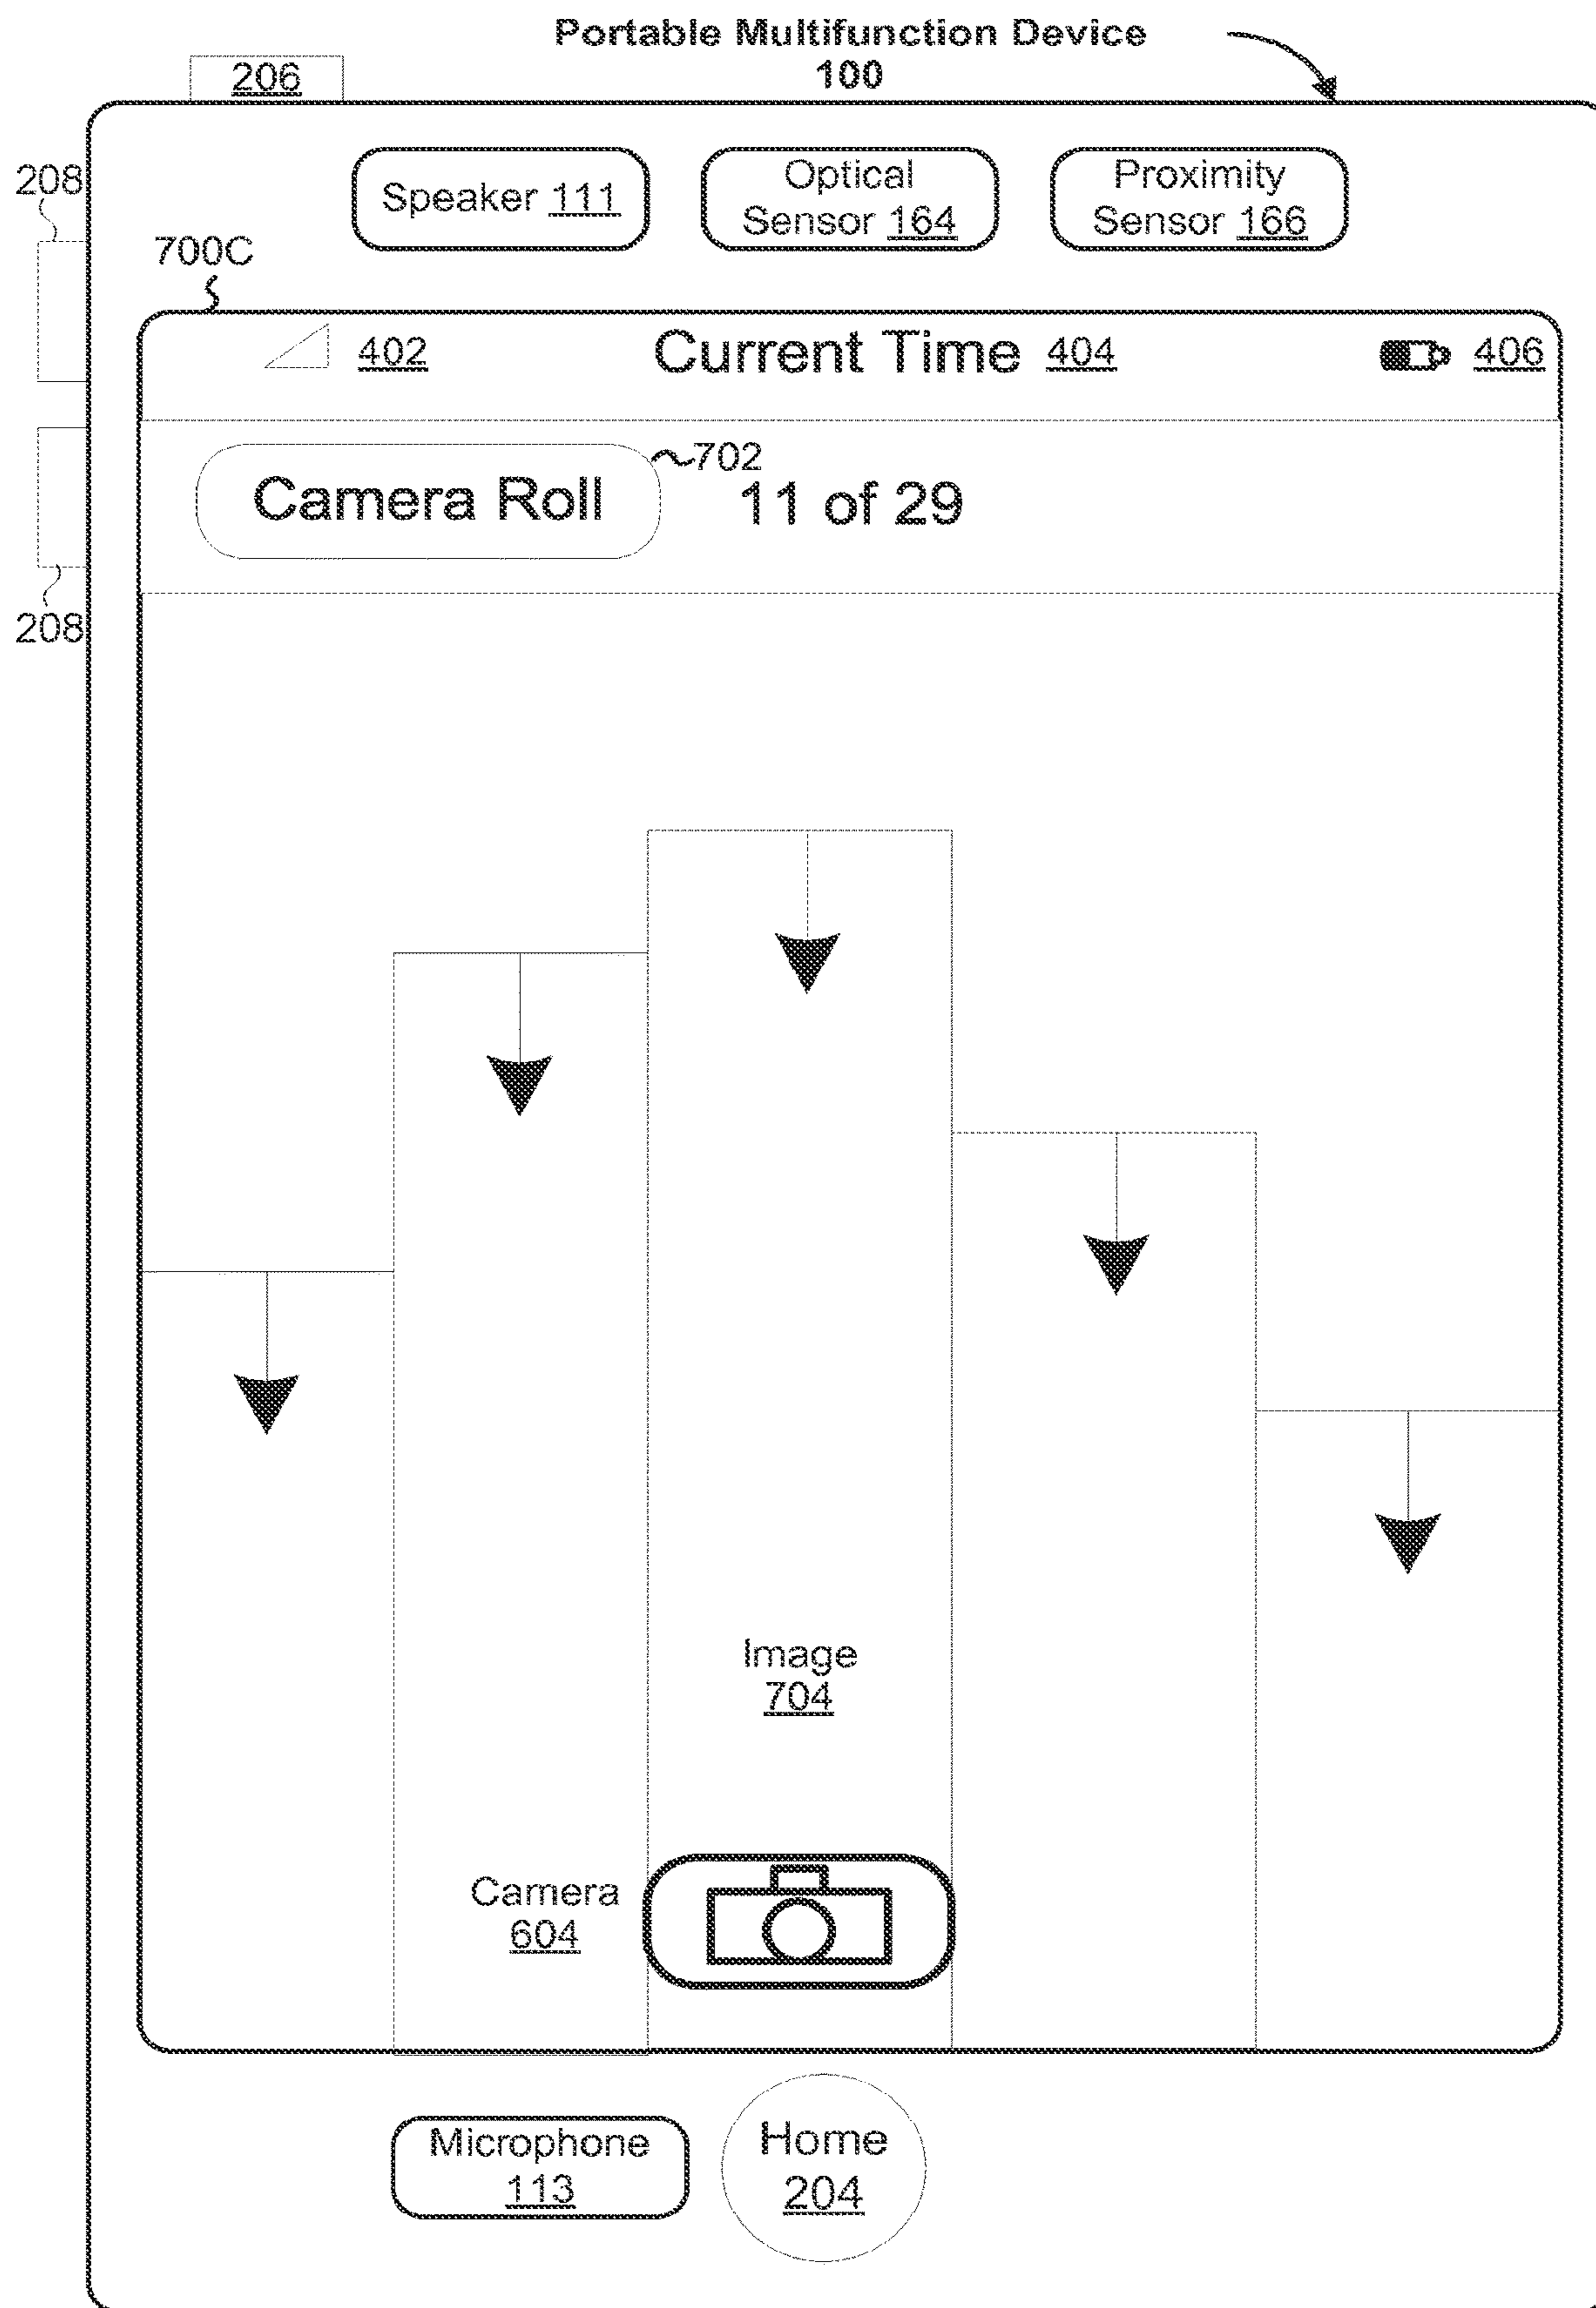 Portable Multifunction Device
100
206
208
Speaker 111
Optical
Sensor 164
Proximity
Sensor 166
700C
402
Current Time 404
406
Camera Roll
702
11 of 29
208
Image
704
Camera
604
Microphone
113
Home
204